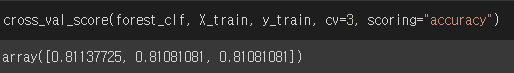 cross_val_score(forest_clf, X_train, y_train, cv=3, scoring="accuracy")
array([0.81137725, 0.81081081, 0.81081081])